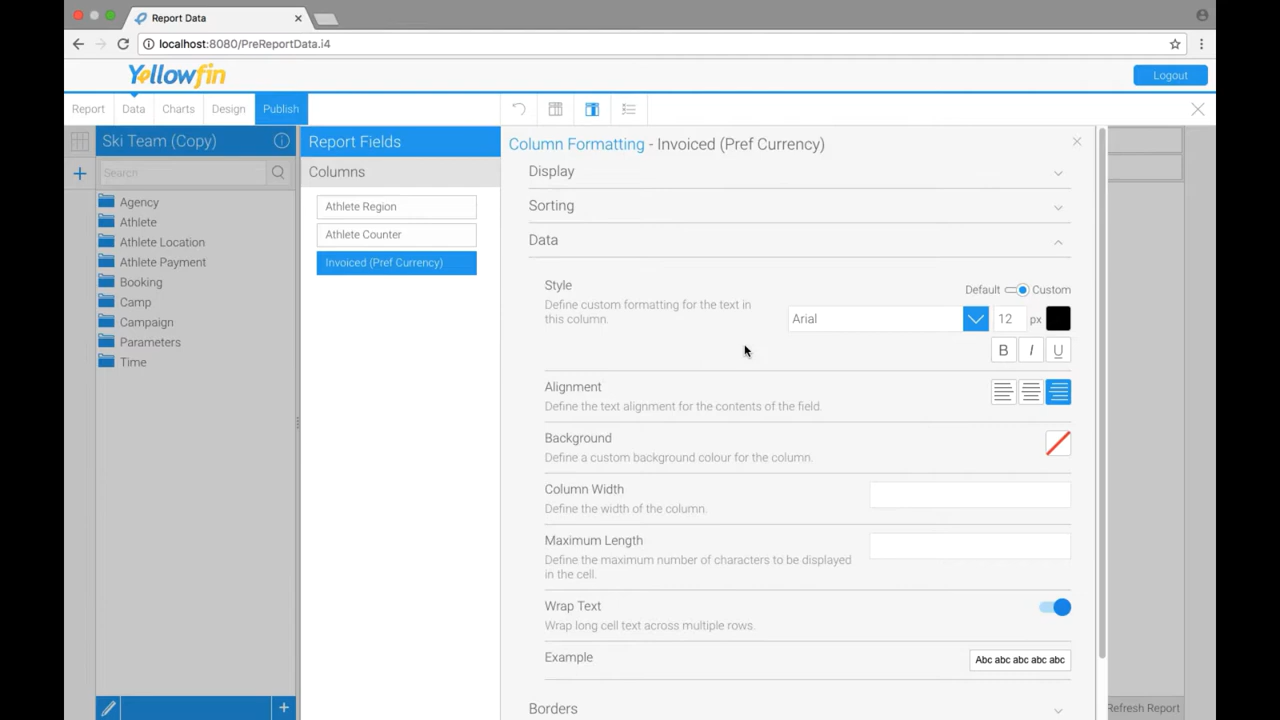 Report Data
localhost:8080/PreReportData.i4
Yellowfin
Logout
Report
Data
Charts
Design
Publish
Ski Team (Copy)
Search
Agency
Athlete
Athlete Location
Athlete Payment
Booking
Camp
Campaign
Parameters
Time
Report Fields
Columns
Athlete Region
Athlete Counter
Invoiced (Pref Currency)
Column Formatting - Invoiced (Pref Currency)
Display
Sorting
Data
Style
Define custom formatting for the text in
this column.
Default
Custom
Arial
12
px
B
I
U
Alignment
Define the text alignment for the contents of the field.
Background
Define a custom background colour for the column.
Column Width
Define the width of the column.
Maximum Length
Define the maximum number of characters to be displayed
in the cell.
Wrap Text
Wrap long cell text across multiple rows.
Example
Abc abc abc abc abc
Borders
Refresh Report